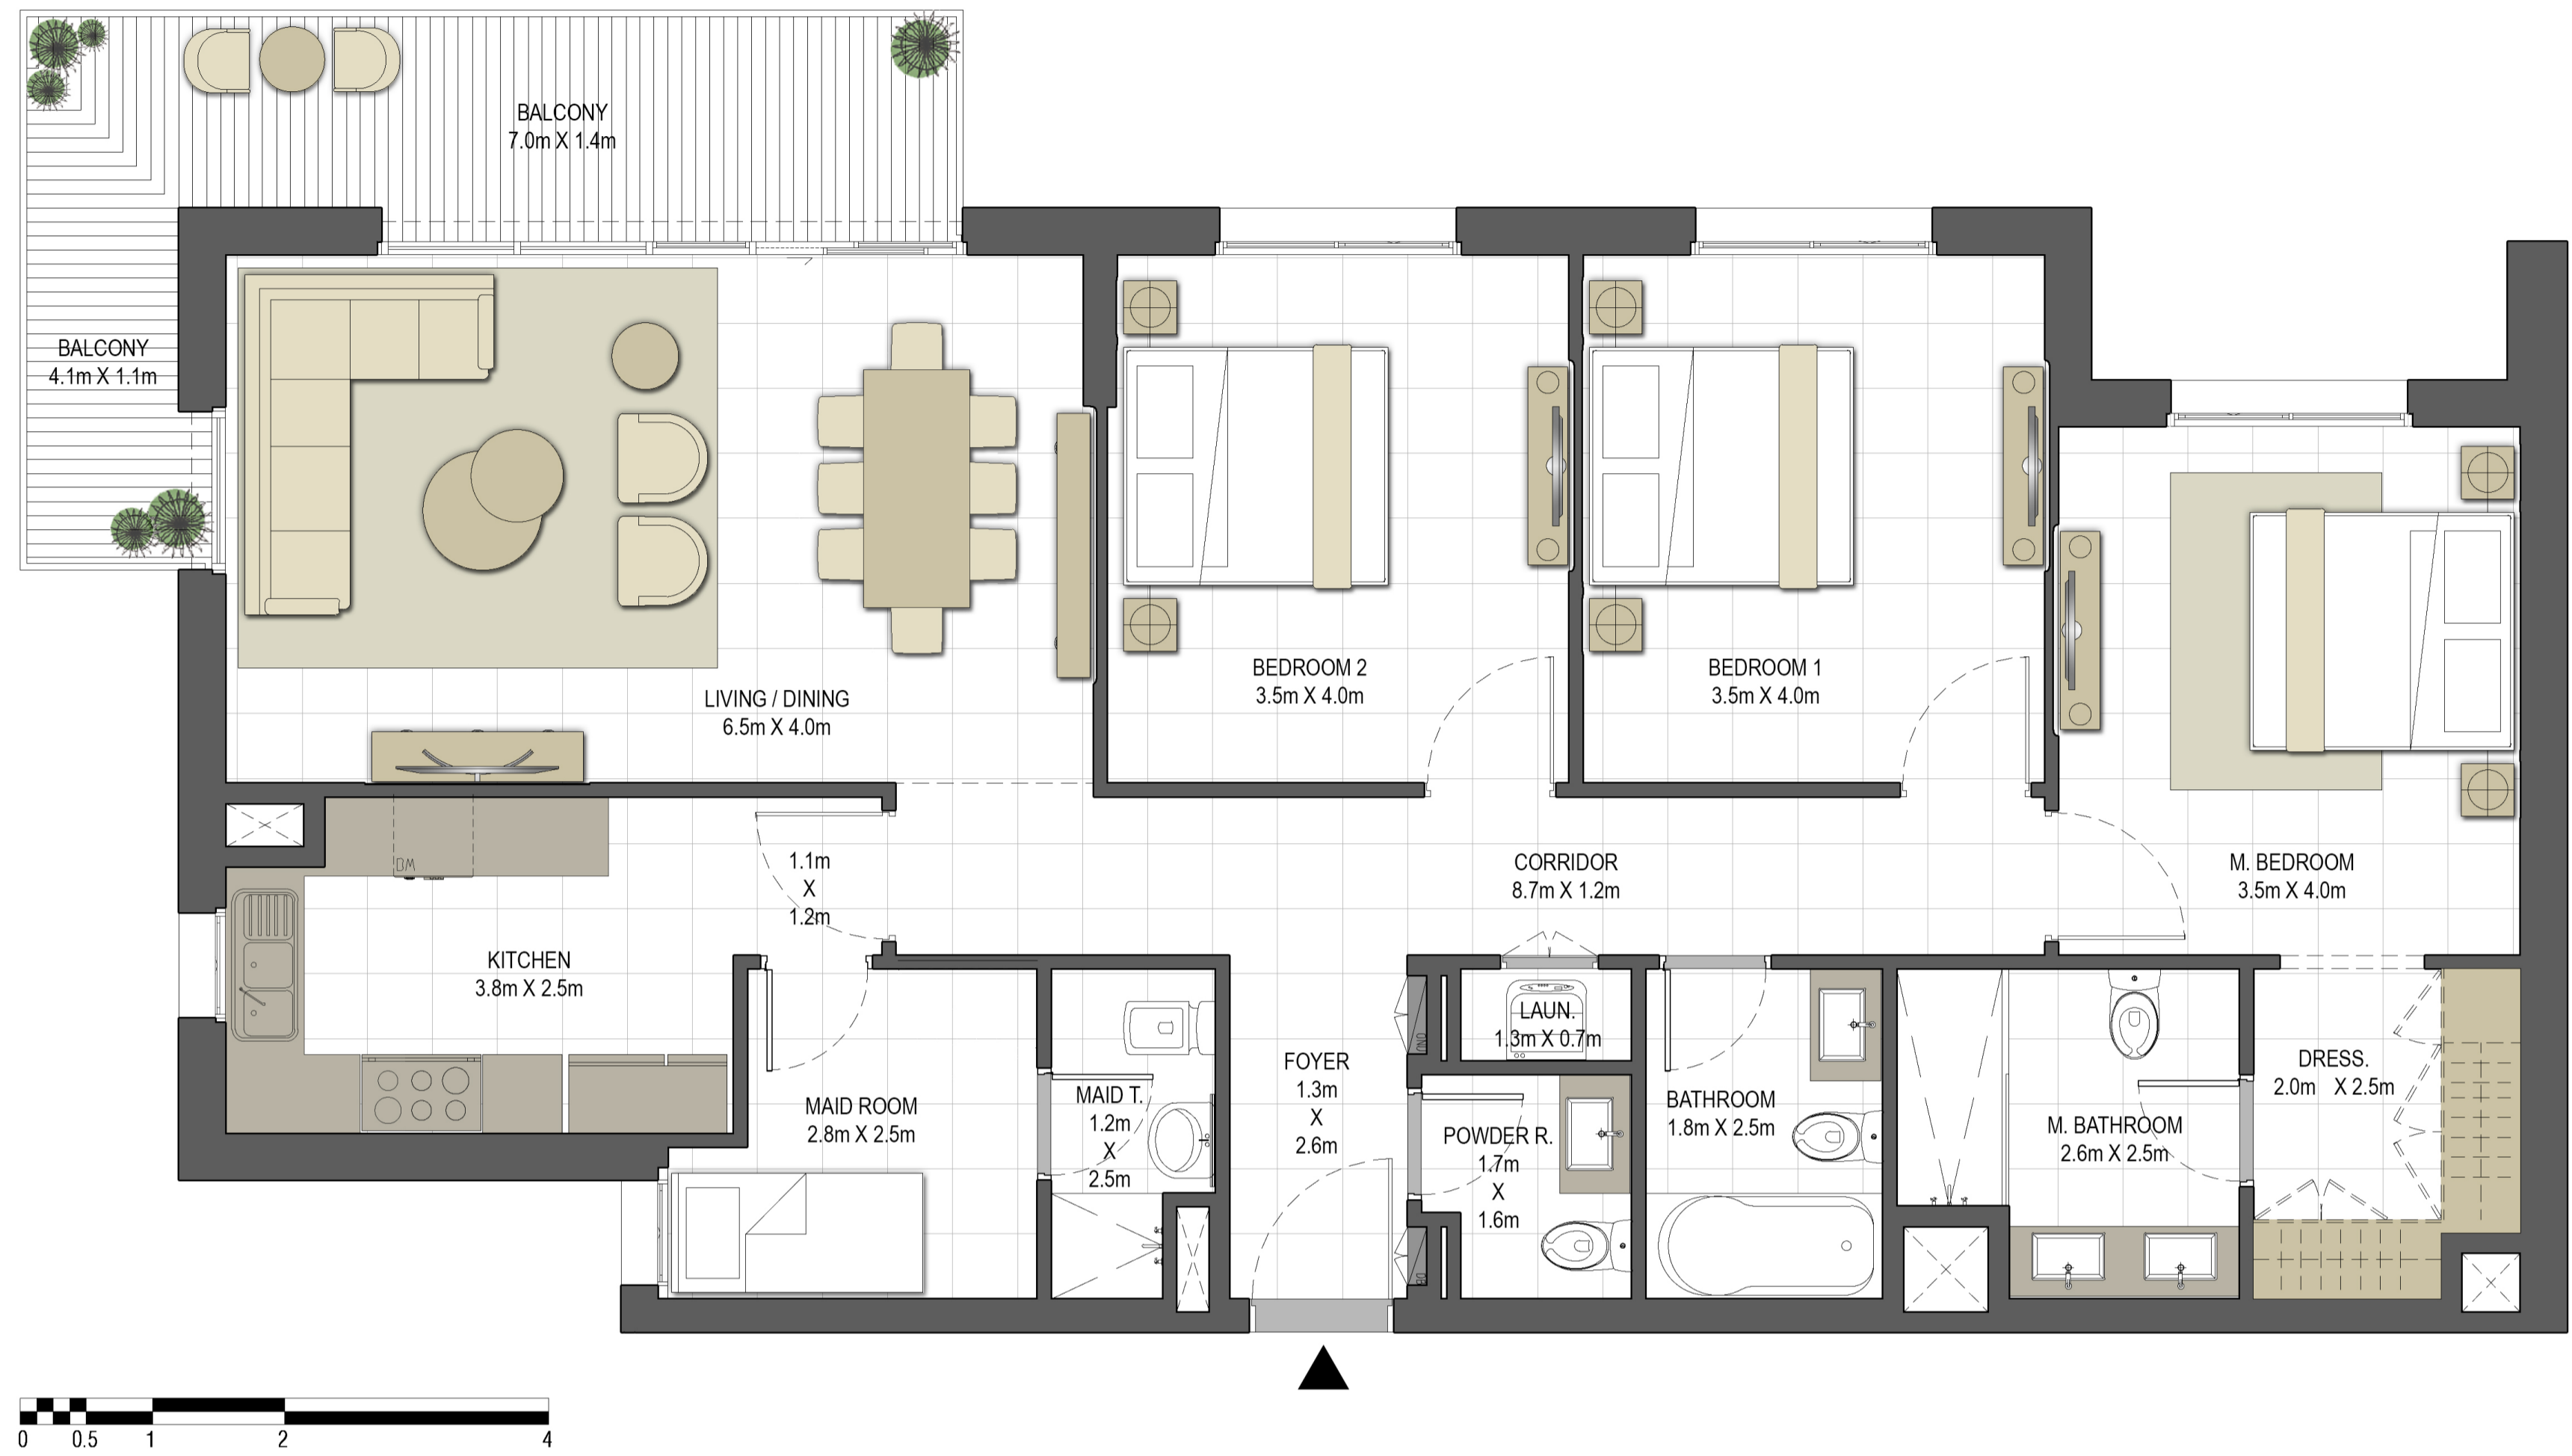 BALCONY
7.0m X 1.4m
BALCONY
4.1m X 1.1m
LIVING / DINING
6.5m X 4.0m
BEDROOM 2
3.5m X 4.0m
BEDROOM 1
3.5m X 4.0m
M. BEDROOM
3.5m X 4.0m
CORRIDOR
8.7m X 1.2m
1.1m
X
1.2m
BM
KITCHEN
3.8m X 2.5m
MAID ROOM
2.8m X 2.5m
MAID T.
1.2m
X
2.5m
FOYER
1.3m
X
2.6m
LAUN.
1.3m X 0.7m
POWDER R.
1.7m
X
1.6m
BATHROOM
1.8m X 2.5m
M. BATHROOM
2.6m X 2.5m
DRESS.
2.0m X 2.5m
0 0.5 1 2 4